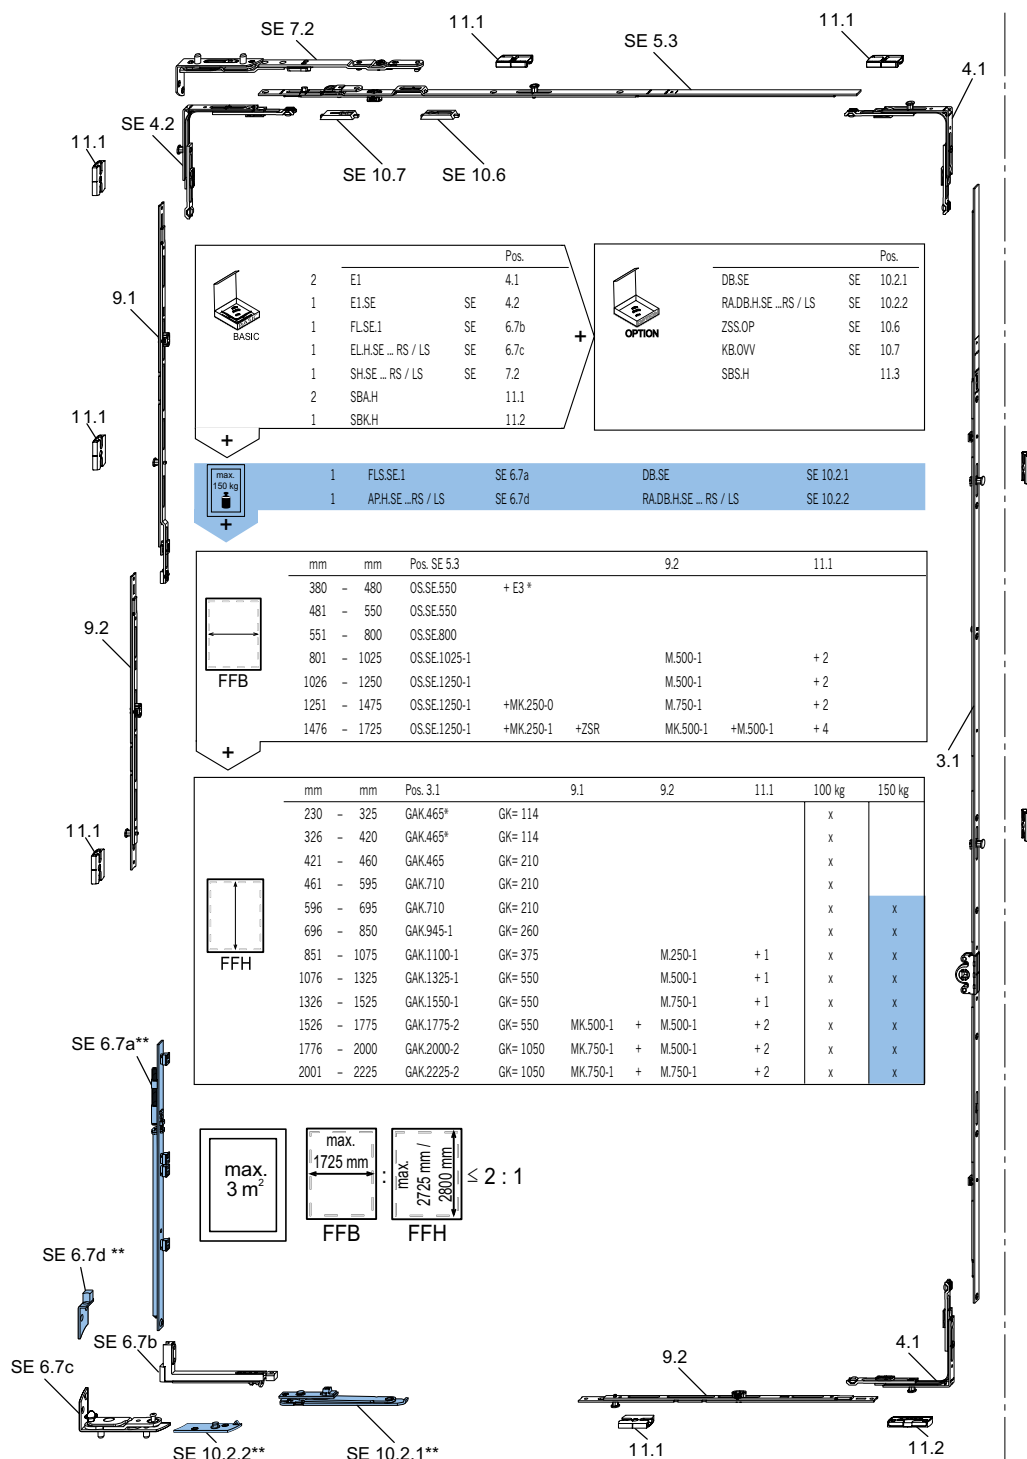 SE 7.2
11.1
SE 5.3
11.1
4.1
SE 4.2
11.1
SE 10.7
SE 10.6
Pos.
2 E1 4.1
1 E1.SE SE 4.2
1 FL.SE.1 SE 6.7b
1 EL.H.SE ... RS / LS SE 6.7c
1 SH.SE ... RS / LS SE 7.2
2 SBA.H 11.1
1 SBK.H 11.2
BASIC
+
+
Pos.
DB.SE SE 10.2.1
RA.DB.H.SE ...RS / LS SE 10.2.2
ZSS.OP SE 10.6
KB.OVV SE 10.7
SBS.H 11.3
OPTION
9.1
11.1
max.
150 kg
+
1 FLS.SE.1 SE 6.7a DB.SE SE 10.2.1
1 AP.H.SE ...RS / LS SE 6.7d RA.DB.H.SE ... RS / LS SE 10.2.2
mm mm Pos. SE 5.3 9.2 11.1
380 – 480 OS.SE.550 + E3 *
481 – 550 OS.SE.550
551 – 800 OS.SE.800
801 – 1025 OS.SE.1025-1 M.500-1 + 2
1026 – 1250 OS.SE.1250-1 M.500-1 + 2
1251 – 1475 OS.SE.1250-1 +MK.250-0 M.750-1 + 2
1476 – 1725 OS.SE.1250-1 +MK.250-1 +ZSR MK.500-1 +M.500-1 + 4
FFB
+
9.2
3.1
11.1
mm mm Pos. 3.1 9.1 9.2 11.1 100 kg 150 kg
230 – 325 GAK.465* GK= 114 x
326 – 420 GAK.465* GK= 114 x
421 – 460 GAK.465 GK= 210 x
461 – 595 GAK.710 GK= 210 x
596 – 695 GAK.710 GK= 210 x x
696 – 850 GAK.945-1 GK= 260 x x
851 – 1075 GAK.1100-1 GK= 375 M.250-1 + 1 x x
1076 – 1325 GAK.1325-1 GK= 550 M.500-1 + 1 x x
1326 – 1525 GAK.1550-1 GK= 550 M.750-1 + 1 x x
1526 – 1775 GAK.1775-2 GK= 550 MK.500-1 + M.500-1 + 2 x x
1776 – 2000 GAK.2000-2 GK= 1050 MK.750-1 + M.500-1 + 2 x x
2001 – 2225 GAK.2225-2 GK= 1050 MK.750-1 + M.750-1 + 2 x x
FFH
SE 6.7a**
max.
3 m²
max.
1725 mm
FFB
:
max.
2725 mm /
2800 mm
FFH
≤ 2 : 1
SE 6.7d **
SE 6.7b
SE 6.7c
SE 10.2.2**
SE 10.2.1**
9.2
4.1
11.1
11.2